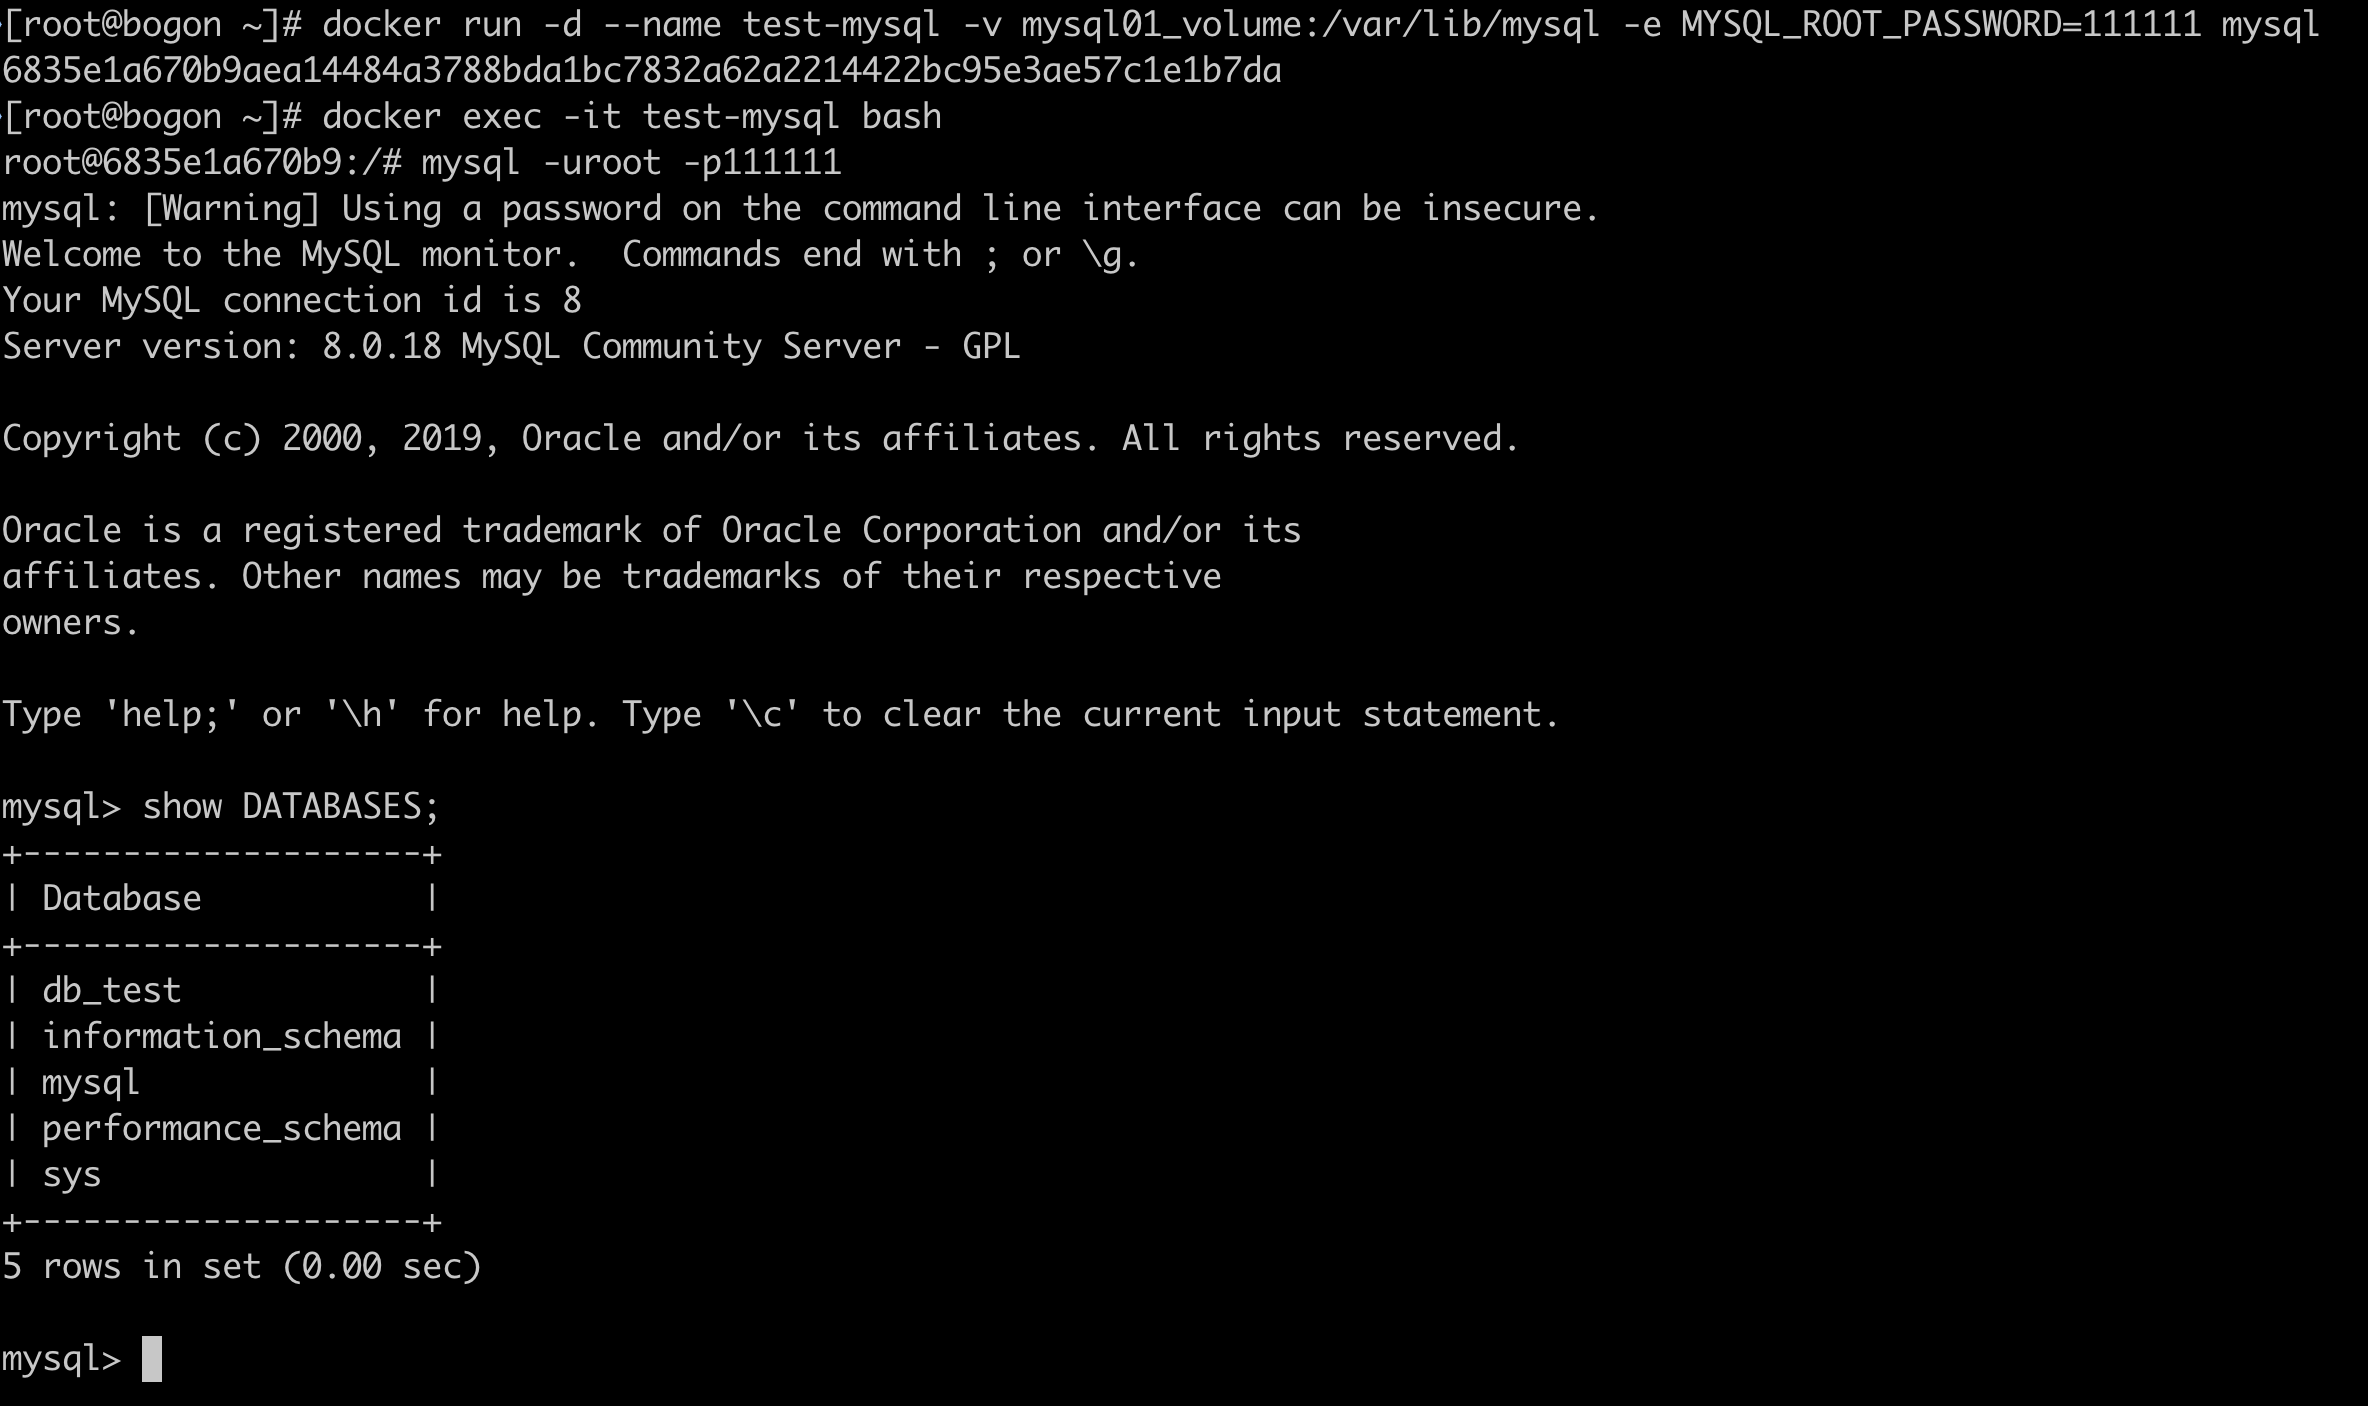 [root@bogon ~]# docker run -d --name test-mysql -v mysql01_volume:/var/lib/mysql -e MYSQL_ROOT_PASSWORD=111111 mysql
6835e1a670b9aea14484a3788bda1bc7832a62a2214422bc95e3ae57c1e1b7da
[root@bogon ~]# docker exec -it test-mysql bash
root@6835e1a670b9:/# mysql -uroot -p111111
mysql: [Warning] Using a password on the command line interface can be insecure.
Welcome to the MySQL monitor.  Commands end with ; or \g.
Your MySQL connection id is 8
Server version: 8.0.18 MySQL Community Server - GPL

Copyright (c) 2000, 2019, Oracle and/or its affiliates. All rights reserved.

Oracle is a registered trademark of Oracle Corporation and/or its
affiliates. Other names may be trademarks of their respective
owners.

Type 'help;' or '\h' for help. Type '\c' to clear the current input statement.

mysql> show DATABASES;
+--------------------+
| Database           |
+--------------------+
| db_test            |
| information_schema |
| mysql              |
| performance_schema |
| sys                |
+--------------------+
5 rows in set (0.00 sec)

mysql>